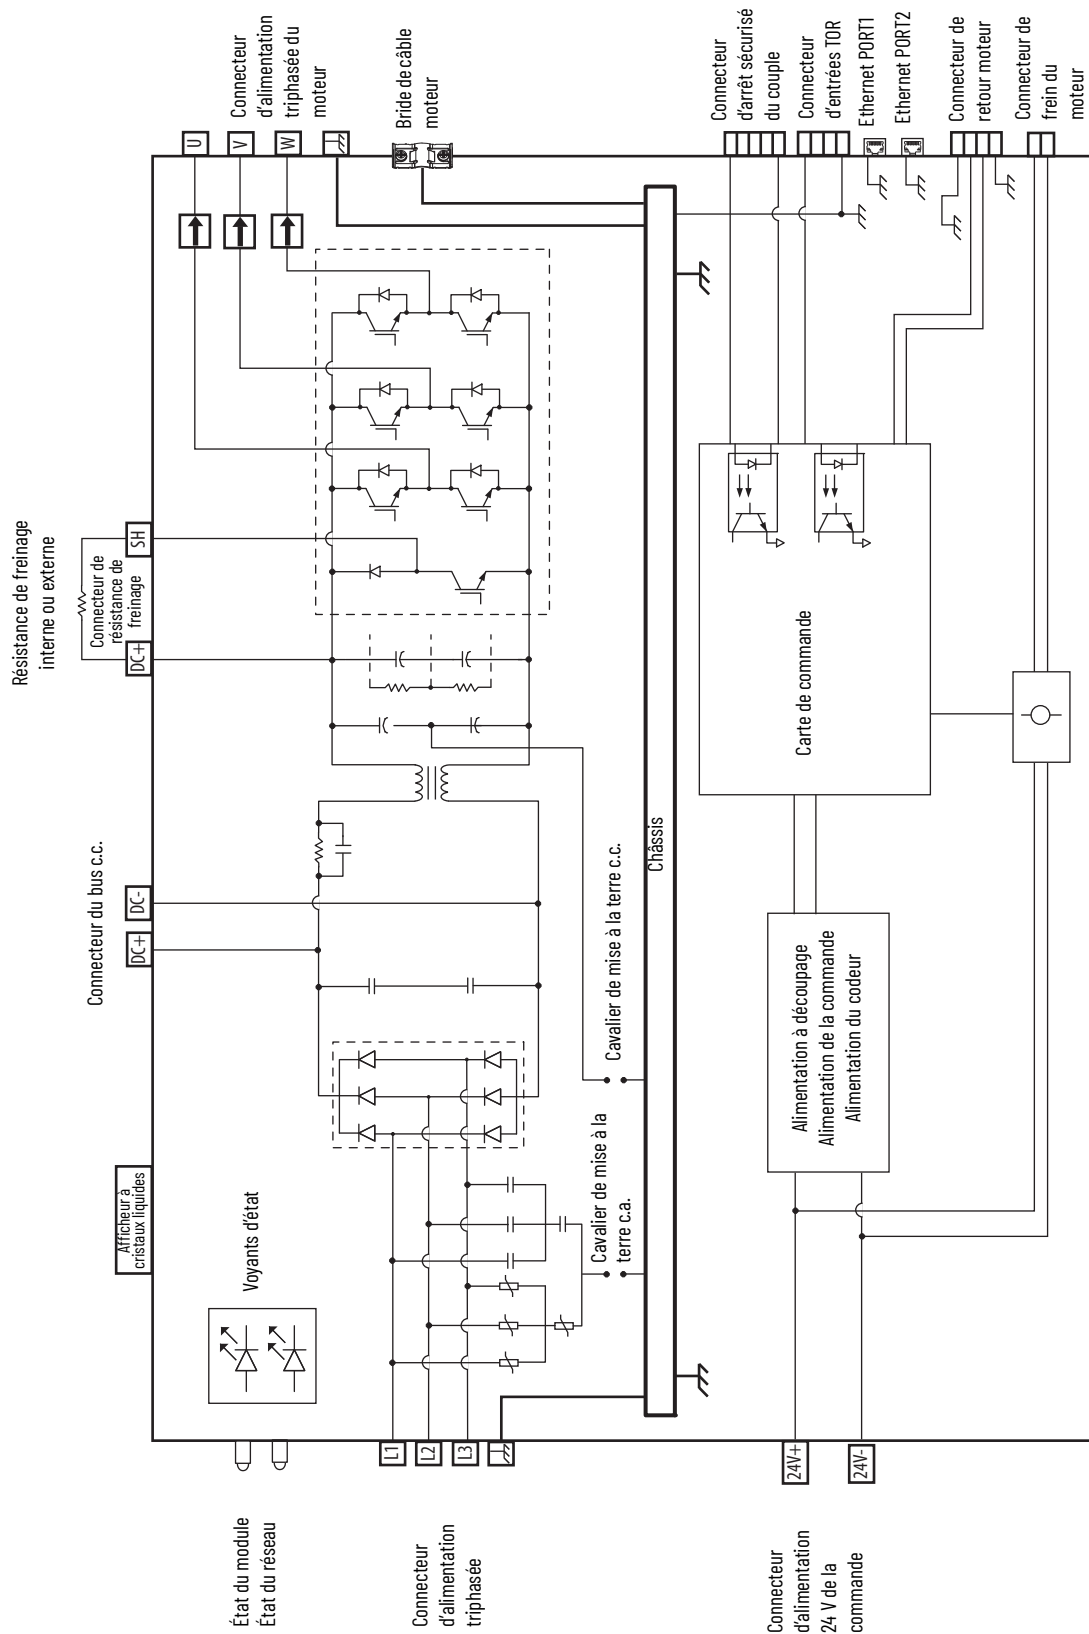 Résistance de freinage
interne ou externe
Connecteur du bus c.c.
DC+
DC-
DC+
SH
Connecteur de
résistance de
freinage
Afficheur à
cristaux liquides
Voyants d'état
État du module
État du réseau
U
V
W
Connecteur
d'alimentation
triphasée du
moteur
Bride de cable
moteur
L1
L2
L3
Connecteur
d'alimentation
triphasée
Cavalier de mise à la
terre c.a.
Cavalier de mise à la terre c.c.
Châssis
Connecteur
d'arrêt sécurisé
du couple
Connecteur
d'entrées TOR
Ethernet PORT1
Ethernet PORT2
Connecteur de
retour moteur
Connecteur de
frein du
moteur
Carte de commande
Alimentation à découpage
Alimentation de la commande
Alimentation du codeur
24V+
24V-
Connecteur
d'alimentation
24 V de la
commande